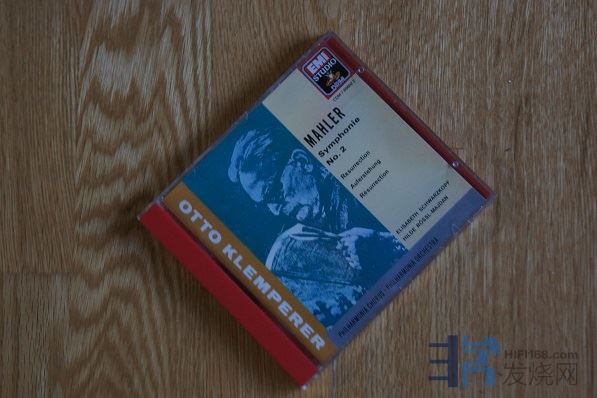 EMI
STUDIO
MAHLER
Symphonie
No. 2
Resurrection
Auferstehung
Résurrection
ELISABETH SCHWARZKOPF
HILDE RÖSSL-MAJDAN
OTTO KLEMPERER
PHILHARMONIA CHORUS · PHILHARMONIA ORCHESTRA
HIFI168.com
发烧网